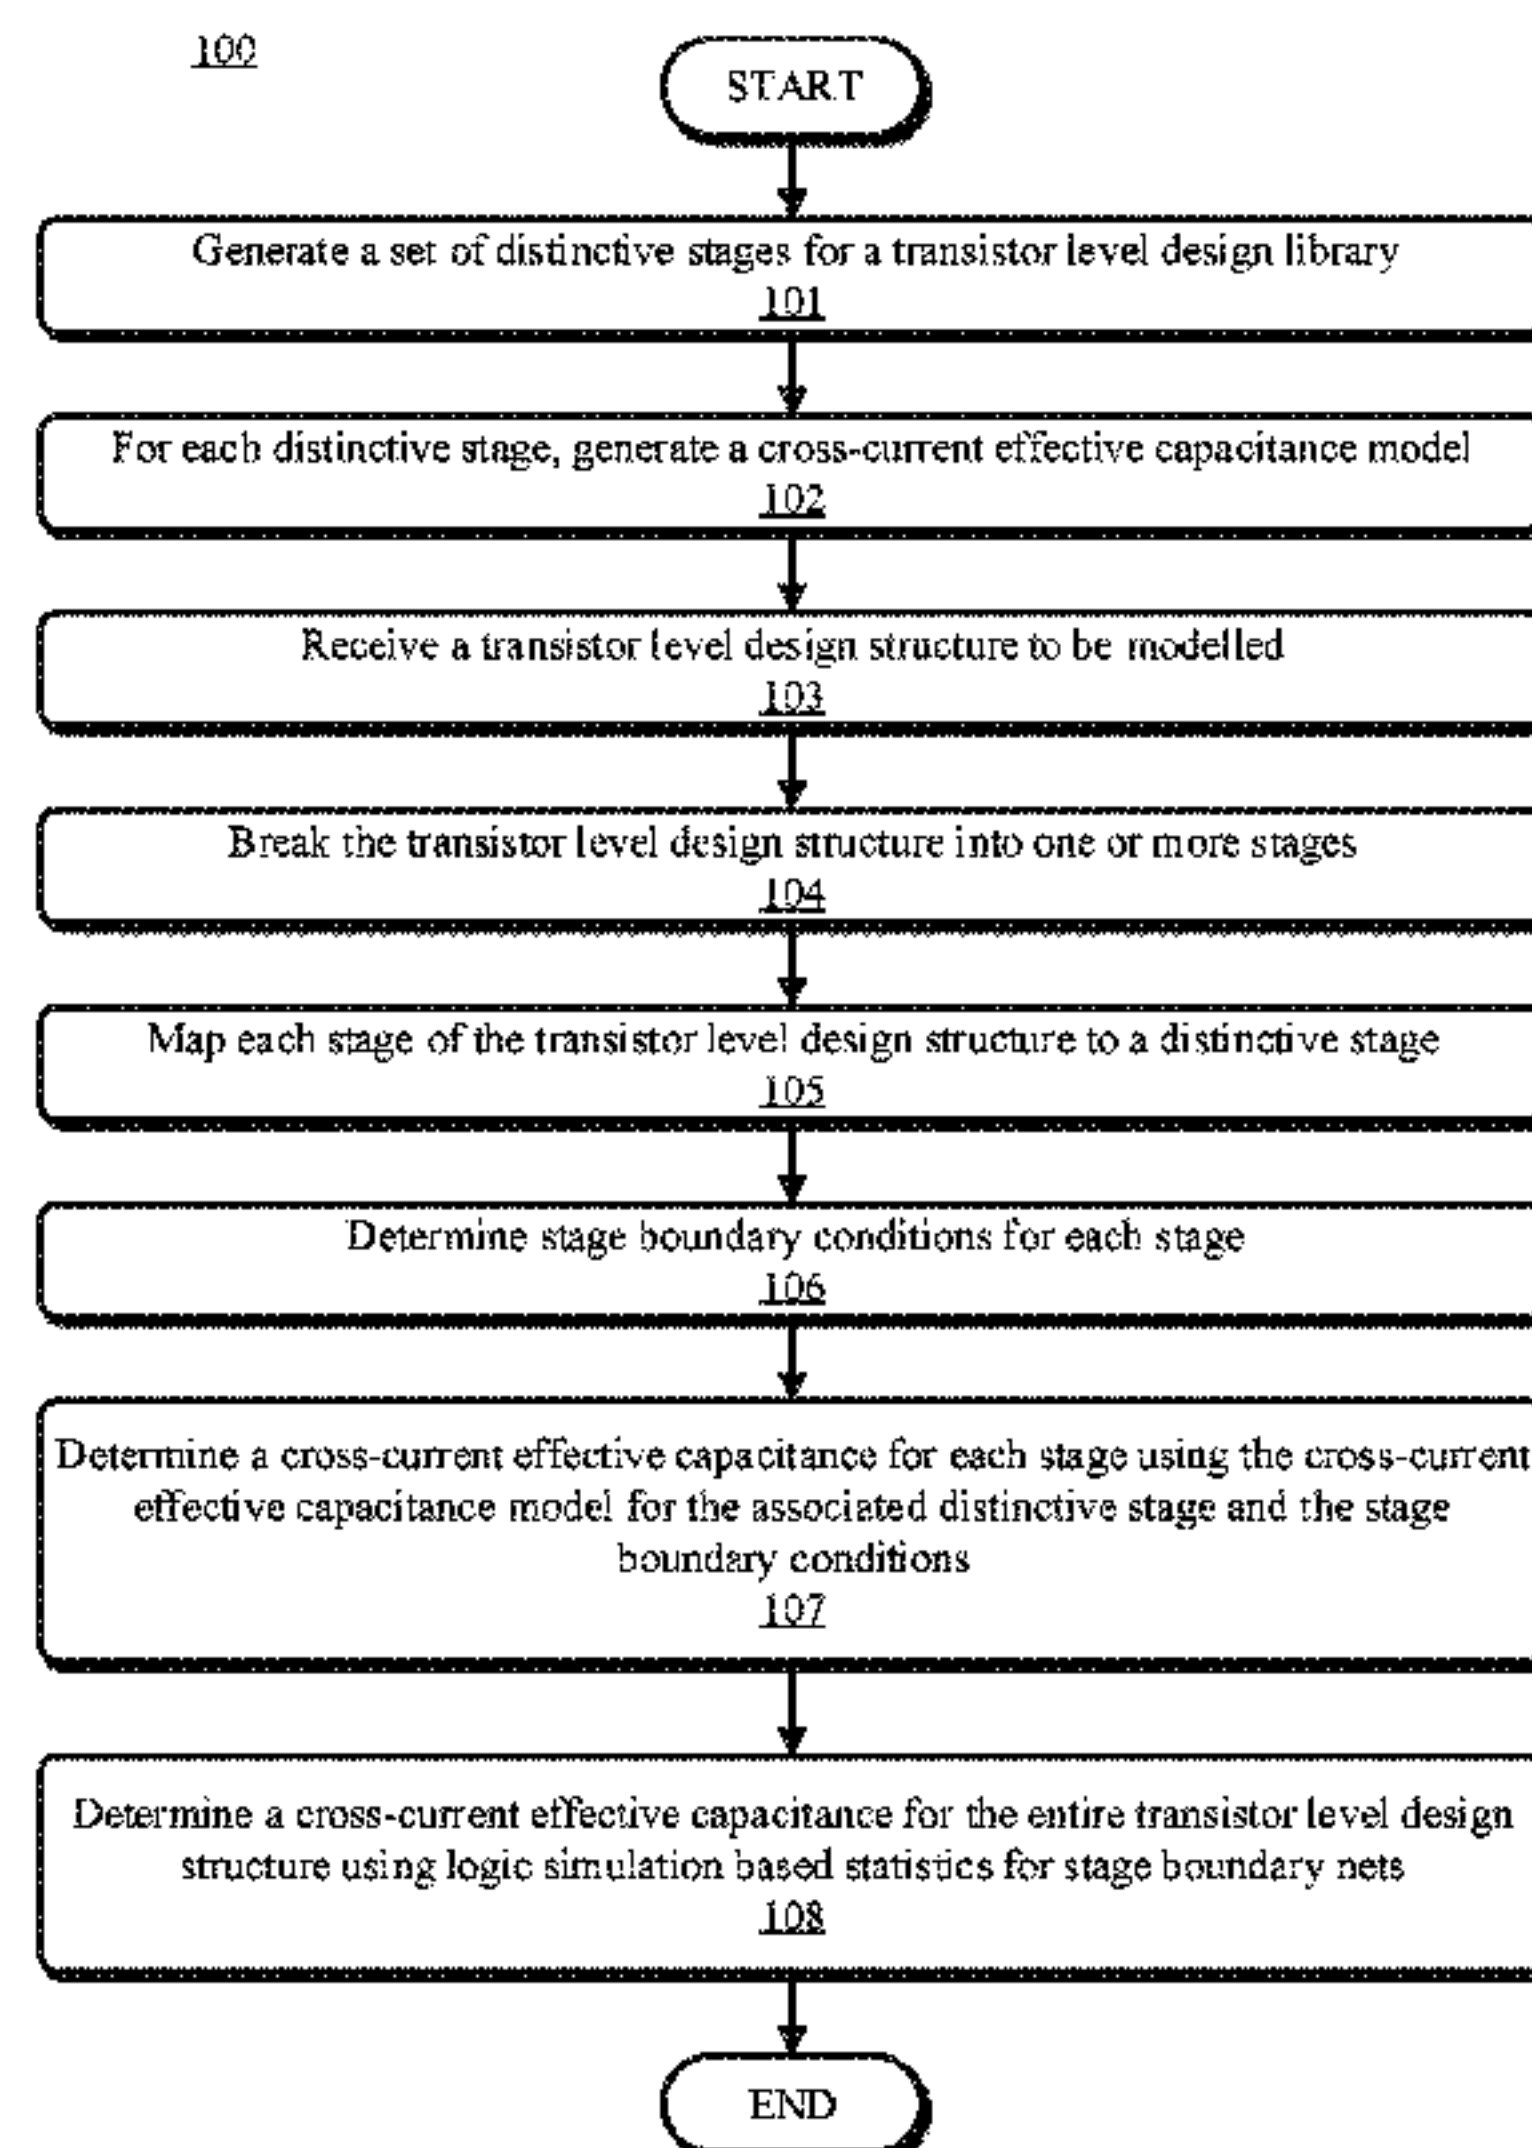 100
START
Generate a set of distinctive stages for a transistor level design library
101
For each distinctive stage, generate a cross-current effective capacitance model
102
Receive a transistor level design structure to be modelled
103
Break the transistor level design structure into one or more stages
104
Map each stage of the transistor level design structure to a distinctive stage
105
Determine stage boundary conditions for each stage
106
Determine a cross-current effective capacitance for each stage using the cross-current
effective capacitance model for the associated distinctive stage and the stage
boundary conditions
107
Determine a cross-current effective capacitance for the entire transistor level design
structure using logic simulation based statistics for stage boundary nets
108
END